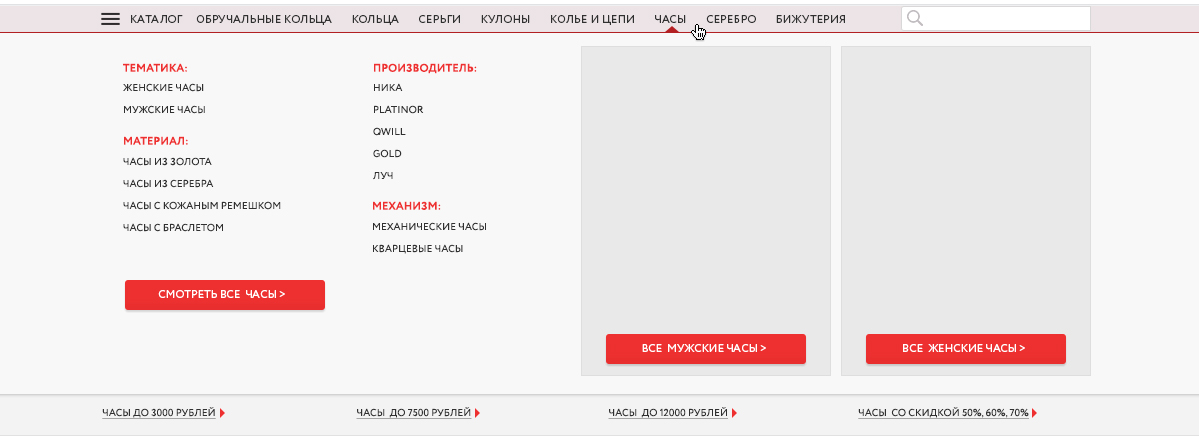 КАТАЛОГ ОБРУЧАЛЬНЫЕ КОЛЬЦА КОЛЬЦА СЕРЬГИ КУЛОНЫ КОЛЬЕ И ЦЕПИ ЧАСЫ СЕРЕБРО БИЖУТЕРИЯ
ТЕМАТИКА:
ЖЕНСКИЕ ЧАСЫ
МУЖСКИЕ ЧАСЫ
МАТЕРИАЛ:
ЧАСЫ ИЗ ЗОЛОТА
ЧАСЫ ИЗ СЕРЕБРА
ЧАСЫ С КОЖАНЫМ РЕМЕШКОМ
ЧАСЫ С БРАСЛЕТОМ
СМОТРЕТЬ ВСЕ ЧАСЫ >
ПРОИЗВОДИТЕЛЬ:
НИКА
PLATINOR
QWILL
GOLD
ЛУЧ
МЕХАНИЗМ:
МЕХАНИЧЕСКИЕ ЧАСЫ
КВАРЦЕВЫЕ ЧАСЫ
ВСЕ МУЖСКИЕ ЧАСЫ >
ВСЕ ЖЕНСКИЕ ЧАСЫ >
ЧАСЫ ДО 3000 РУБЛЕЙ
ЧАСЫ ДО 7500 РУБЛЕЙ
ЧАСЫ ДО 12000 РУБЛЕЙ
ЧАСЫ СО СКИДКОЙ 50%, 60%, 70%